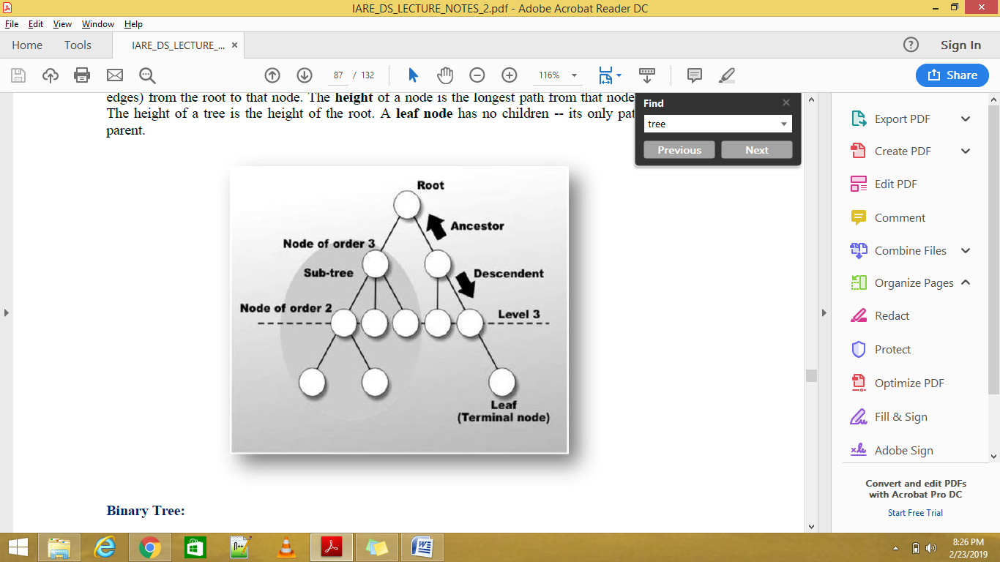 IARE_DS_LECTURE_NOTES_2.pdf - Adobe Acrobat Reader DC
File Edit View Window Help
Home Tools IARE_DS_LECTURE_... × ? Sign In
87 / 132 116% Share
edges) from the root to that node. The height of a node is the longest path from that node
The height of a tree is the height of the root. A leaf node has no children -- its only pat
parent.
Find
tree
Previous Next
Root
Ancestor
Node of order 3
Sub-tree
Descendent
Node of order 2
Level 3
Leaf
(Terminal node)
Binary Tree:
Export PDF
Create PDF
Edit PDF
Comment
Combine Files
Organize Pages
Redact
Protect
Optimize PDF
Fill & Sign
Adobe Sign
Convert and edit PDFs
with Acrobat Pro DC
Start Free Trial
8:26 PM
2/23/2019